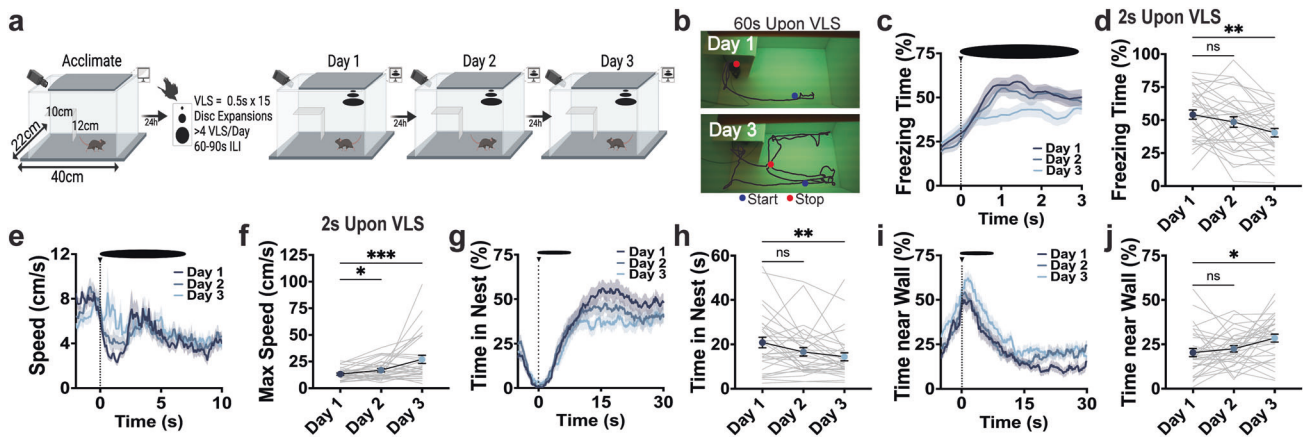 a
Acclimate
10cm
12cm
22cm
40cm
24h
VLS = 0.5s x 15
Disc Expansions
>4 VLS/Day
60-90s ILI
Day 1
24h
Day 2
24h
Day 3
b
60s Upon VLS
Day 1
Day 3
Start
Stop
c
Freezing Time (%)
75
50
25
0
Day 1
Day 2
Day 3
0
1
2
3
Time (s)
d
2s Upon VLS
**
ns
Freezing Time (%)
100
75
50
25
0
Day 1
Day 2
Day 3
e
Speed (cm/s)
12
8
4
0
Day 1
Day 2
Day 3
0
5
10
Time (s)
f
2s Upon VLS
***
*
Max Speed (cm/s)
125
100
75
50
25
0
Day 1
Day 2
Day 3
g
Time in Nest (%)
75
50
25
0
Day 1
Day 2
Day 3
0
15
30
Time (s)
h
**
ns
Time in Nest (s)
60
40
20
0
Day 1
Day 2
Day 3
i
Time near Wall (%)
75
50
25
0
Day 1
Day 2
Day 3
0
15
30
Time (s)
j
*
ns
Time near Wall (%)
75
50
25
0
Day 1
Day 2
Day 3